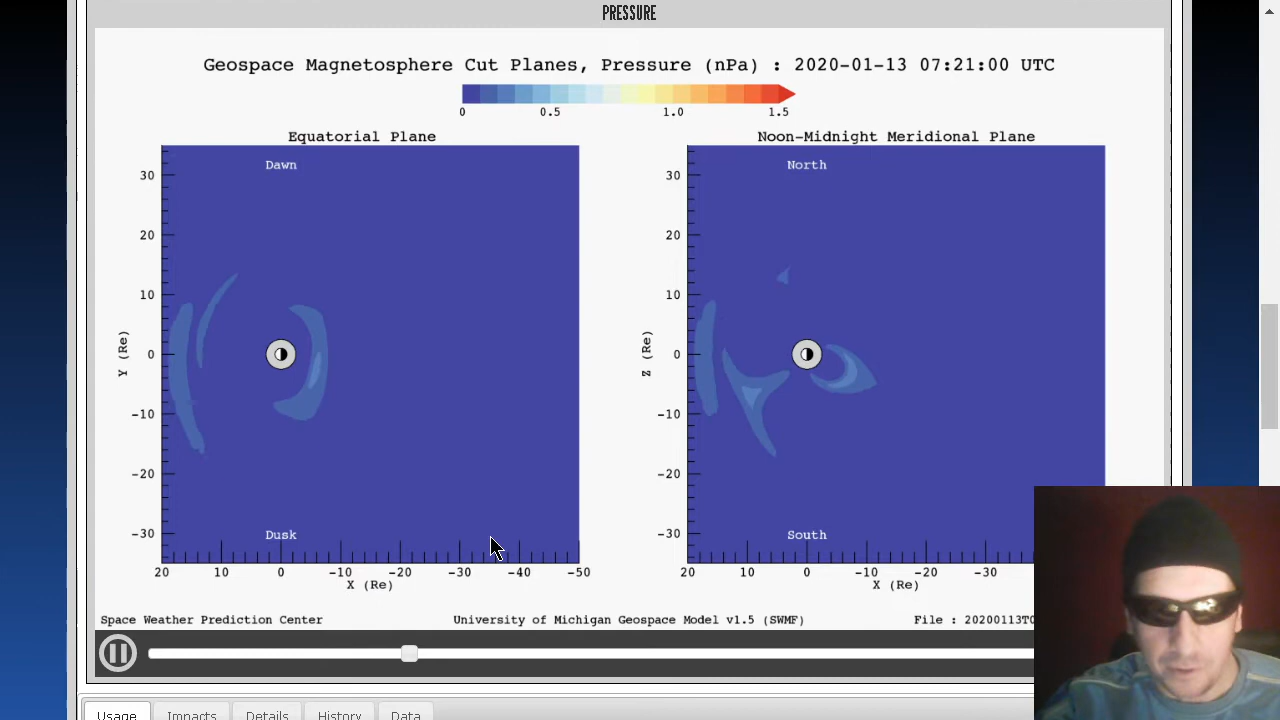 PRESSURE
Geospace Magnetosphere Cut Planes, Pressure (nPa) : 2020-01-13 07:21:00 UTC
0 0.5 1.0 1.5
Equatorial Plane
Noon-Midnight Meridional Plane
Dawn
North
30
20
10
0
-10
-20
-30
Y (Re)
30
20
10
0
-10
-20
-30
Z (Re)
Dusk
South
20 10 0 -10 -20 -30 -40 -50
X (Re)
20 10 0 -10 -20 -30
X (Re)
Space Weather Prediction Center
University of Michigan Geospace Model v1.5 (SWMF)
File : 20200113T0
Usage Impacts Details History Data